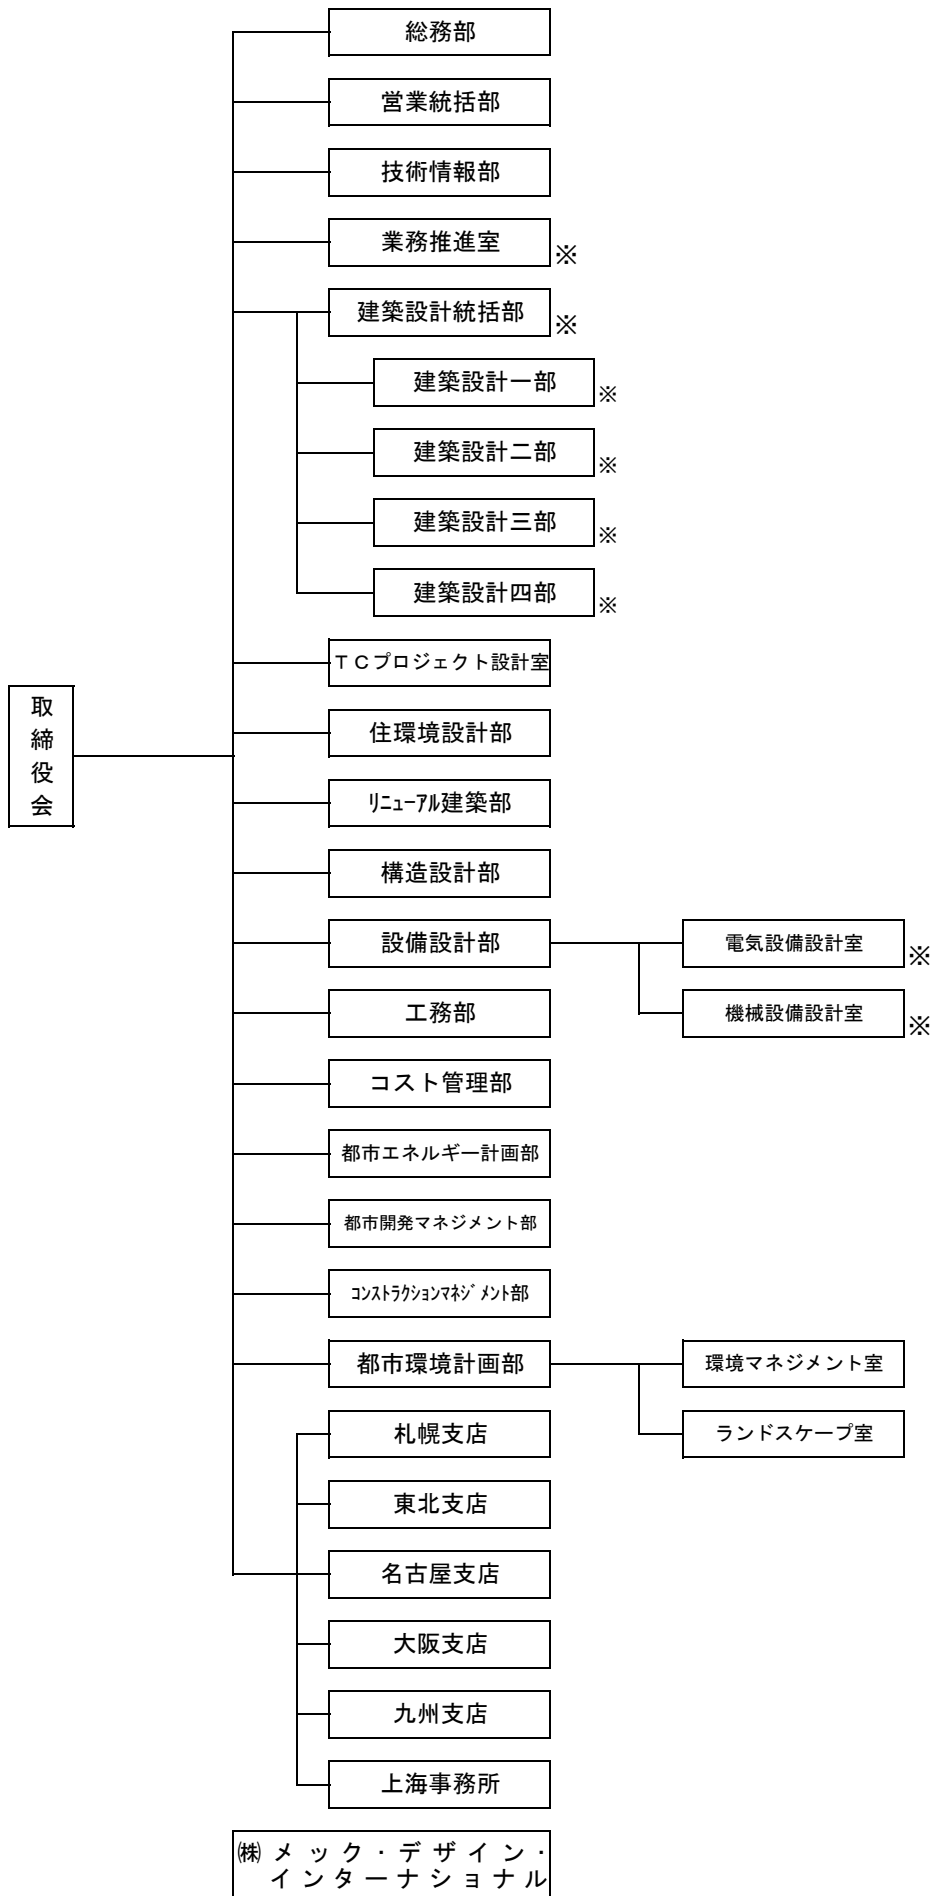 総務部
営業統括部
技術情報部
業務推進室
※
建築設計統括部
※
建築設計一部
※
建築設計二部
※
建築設計三部
※
建築設計四部
※
ＴＣプロジェクト設計室
取締役会
住環境設計部
ﾘﾆｭｰｱﾙ建築部
構造設計部
設備設計部
電気設備設計室
※
工務部
機械設備設計室
※
コスト管理部
都市エネルギー計画部
都市開発マネジメント部
ｺﾝｽﾄﾗｸｼｮﾝﾏﾈｼﾞﾒﾝﾄ部
都市環境計画部
環境マネジメント室
札幌支店
ランドスケープ室
東北支店
名古屋支店
大阪支店
九州支店
上海事務所
㈱ メック・デザイン・
インターナショナル